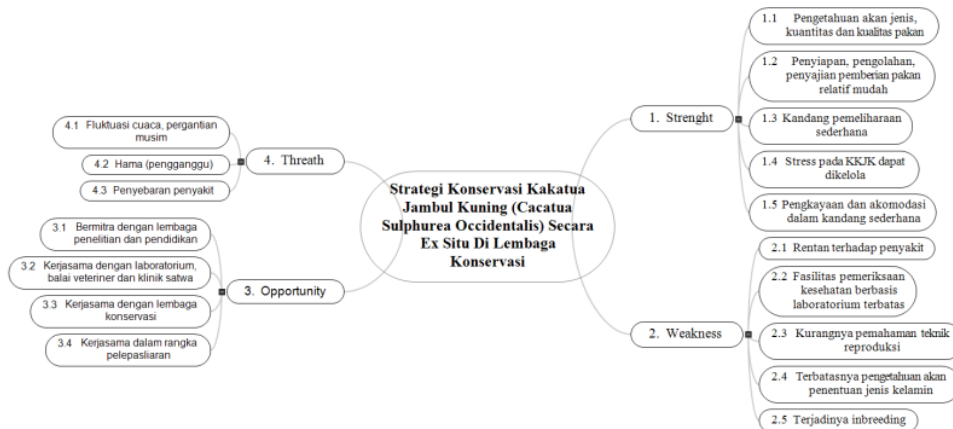 Strategi Konservasi Kakatua
Jambul Kuning (Cacatua
Sulphurea Occidentalis) Secara
Ex Situ Di Lembaga
Konservasi
1. Strenght
1.1 Pengetahuan akan jenis,
kuantitas dan kualitas pakan
1.2 Penyiapan, pengolahan,
penyajian pemberian pakan
relatif mudah
1.3 Kandang pemeliharaan
sederhana
1.4 Stress pada KKJK dapat
dikelola
1.5 Pengkayaan dan akomodasi
dalam kandang sederhana
2. Weakness
2.1 Rentan terhadap penyakit
2.2 Fasilitas pemeriksaan
kesehatan berbasis
laboratorium terbatas
2.3 Kurangnya pemahaman teknik
reproduksi
2.4 Terbatasnya pengetahuan akan
penentuan jenis kelamin
2.5 Terjadinya inbreeding
3. Opportunity
3.1 Bermitra dengan lembaga
penelitian dan pendidikan
3.2 Kerjasama dengan laboratorium,
balai veteriner dan klinik satwa
3.3 Kerjasama dengan lembaga
konservasi
3.4 Kerjasama dalam rangka
pelepasliaran
4. Threath
4.1 Fluktuasi cuaca, pergantian
musim
4.2 Hama (pengganggu)
4.3 Penyebaran penyakit